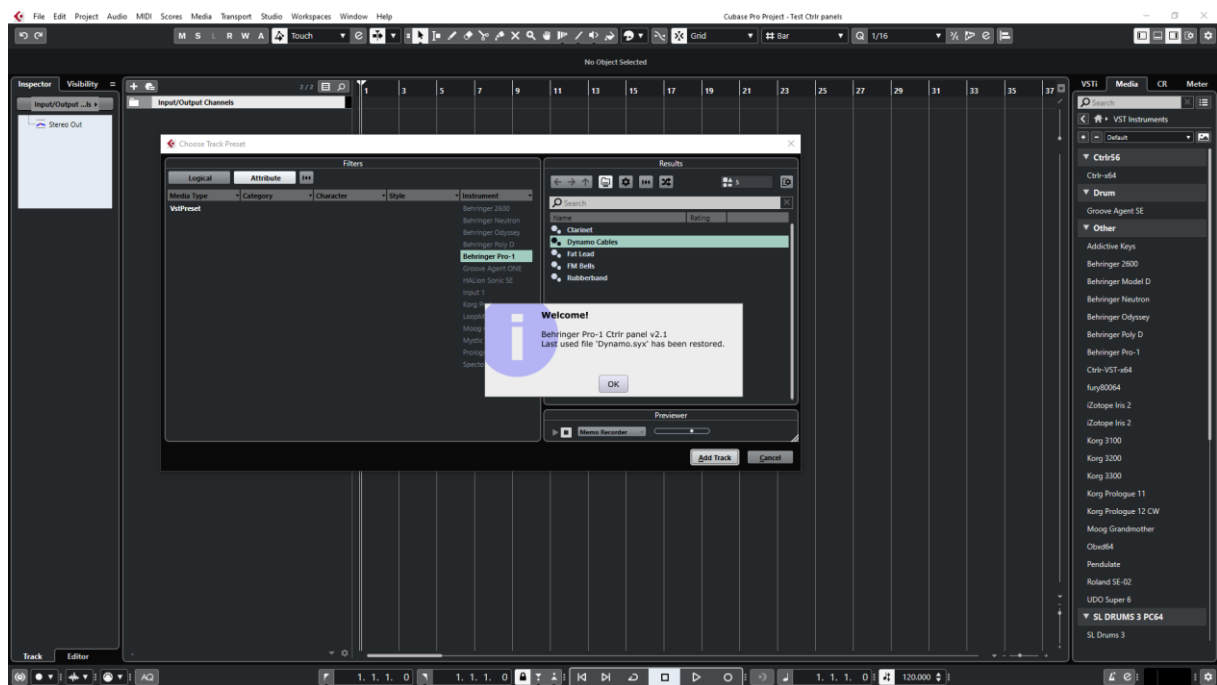 File Edit Project Audio MIDI Scores Media Transport Studio Workspaces Window Help
Cubase Pro Project - Test Ctrlr panels
M S L R W A Touch Grid Bar Q 1/16
No Object Selected
Inspector Visibility
Input/Output ...ls
Stereo Out
2/2
Input/Output Channels
1 3 5 7 9 11 13 15 17 19 21 23 25 27 29 31 33 35 37
Choose Track Preset
Filters
Logical Attribute
Media Type Category Character Style Instrument
VstPreset
Behringer 2600
Behringer Neutron
Behringer Odyssey
Behringer Poly D
Behringer Pro-1
Groove Agent ONE
HALion Sonic SE
Input 1
Results
5
Search
Name Rating
Clarinet
Dynamo Cables
Fat Lead
FM Bells
Rubberband
Welcome!
Behringer Pro-1 Ctrlr panel v2.1
Last used file 'Dynamo.syx' has been restored.
OK
Previewer
Memo Recorder
Add Track Cancel
VSTi Media CR Meter
Search
VST Instruments
Default
Ctrlr56
Ctrlr-x64
Drum
Groove Agent SE
Other
Addictive Keys
Behringer 2600
Behringer Model D
Behringer Neutron
Behringer Odyssey
Behringer Poly D
Behringer Pro-1
Ctrlr-VST-x64
fury80064
iZotope Iris 2
iZotope Iris 2
Korg 3100
Korg 3200
Korg 3300
Korg Prologue 11
Korg Prologue 12 CW
Moog Grandmother
Obxd64
Pendulate
Roland SE-02
UDO Super 6
SL DRUMS 3 PC64
SL Drums 3
Track Editor
AQ 1. 1. 1. 0 1. 1. 1. 0 1. 1. 1. 0 120.000